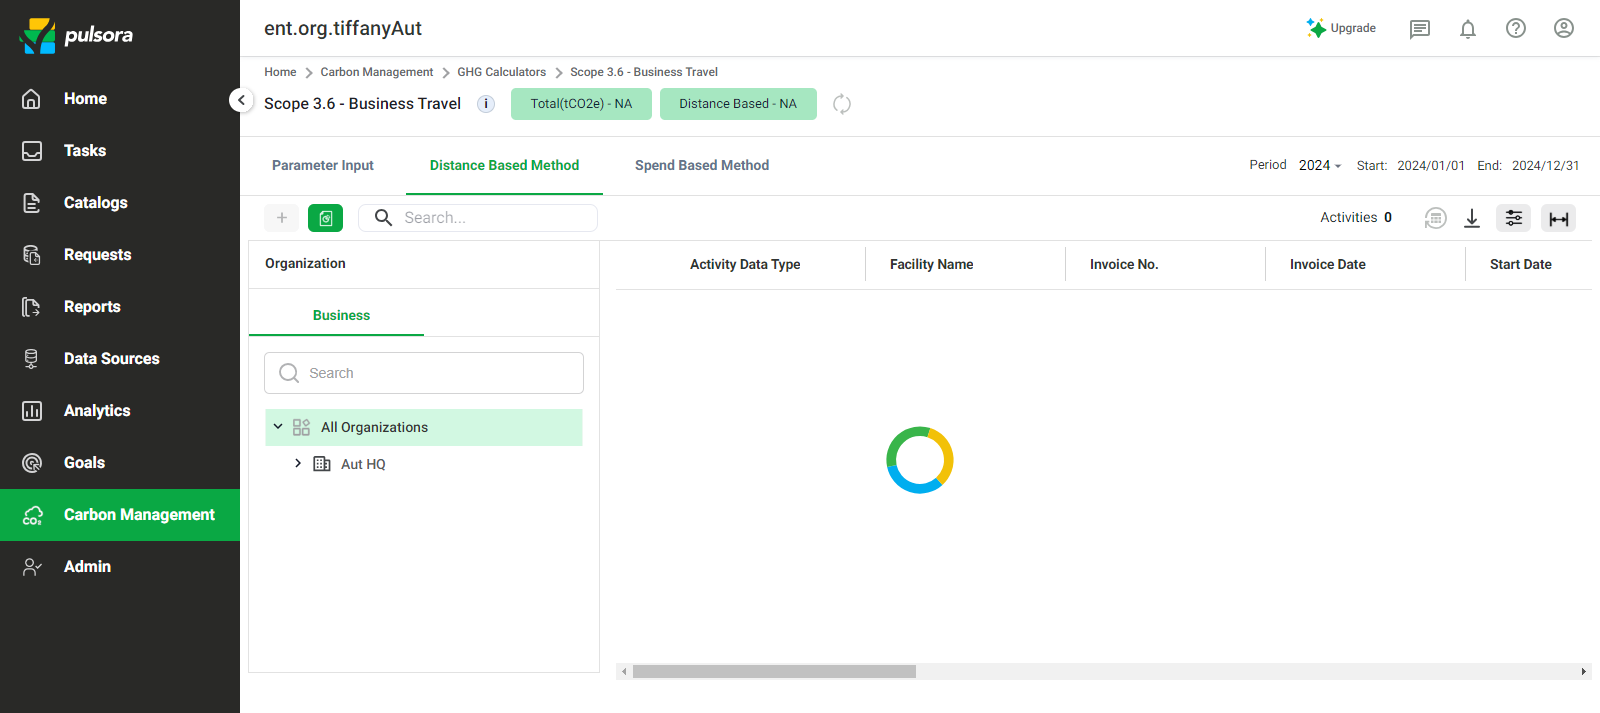 pulsora
Home
Tasks
Catalogs
Requests
Reports
Data Sources
Analytics
Goals
CO₂ Carbon Management
Admin
ent.org.tiffanyAut
Upgrade
Home > Carbon Management > GHG Calculators > Scope 3.6 - Business Travel
Scope 3.6 - Business Travel i Total(tCO2e) - NA Distance Based - NA
Parameter Input Distance Based Method Spend Based Method Period 2024 Start: 2024/01/01 End: 2024/12/31
+ Search... Activities 0
Organization
Business
Search
All Organizations
Aut HQ
Activity Data Type Facility Name Invoice No. Invoice Date Start Date